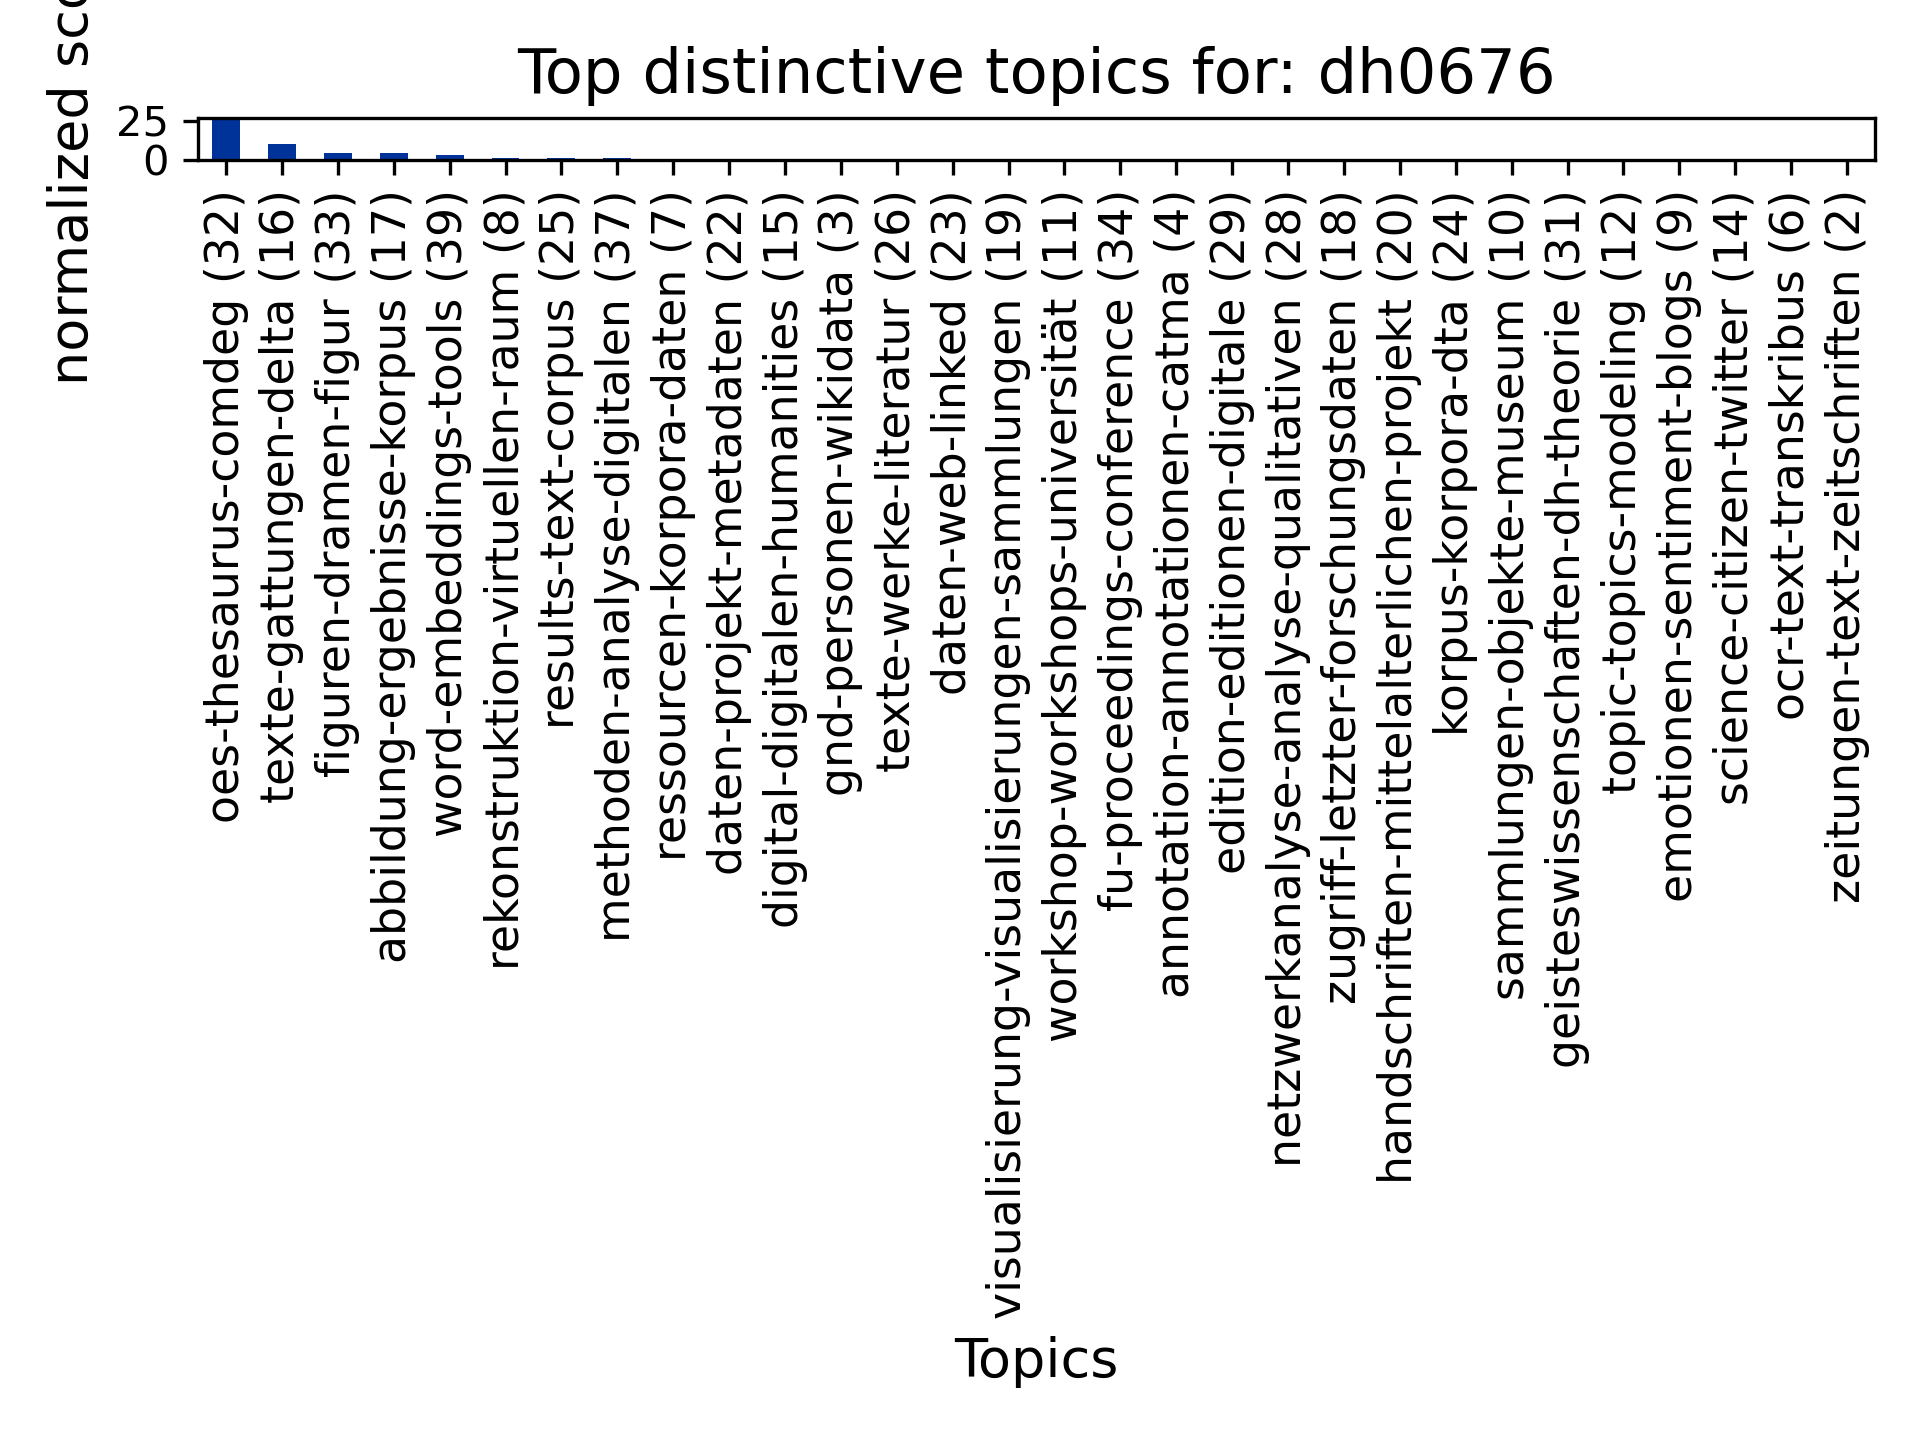 Top distinctive topics for: dh0676
normalized
25
0
oes-thesaurus-comdeg (32)
texte-gattungen-delta (16)
figuren-dramen-figur (33)
abbildung-ergebnisse-korpus (17)
word-embeddings-tools (39)
rekonstruktion-virtuellen-raum (8)
results-text-corpus (25)
methoden-analyse-digitalen (37)
ressourcen-korpora-daten (7)
daten-projekt-metadaten (22)
digital-digitalen-humanities (15)
gnd-personen-wikidata (3)
texte-werke-literatur (26)
daten-web-linked (23)
visualisierung-visualisierungen-sammlungen (19)
workshop-workshops-universität (11)
fu-proceedings-conference (34)
annotation-annotationen-catma (4)
edition-editionen-digitale (29)
netzwerkanalyse-analyse-qualitativen (28)
zugriff-letzter-forschungsdaten (18)
handschriften-mittelalterlichen-projekt (20)
korpus-korpora-dta (24)
sammlungen-objekte-museum (10)
geisteswissenschaften-dh-theorie (31)
topic-topics-modeling (12)
emotionen-sentiment-blogs (9)
science-citizen-twitter (14)
ocr-text-transkribus (6)
zeitungen-text-zeitschriften (2)
Topics